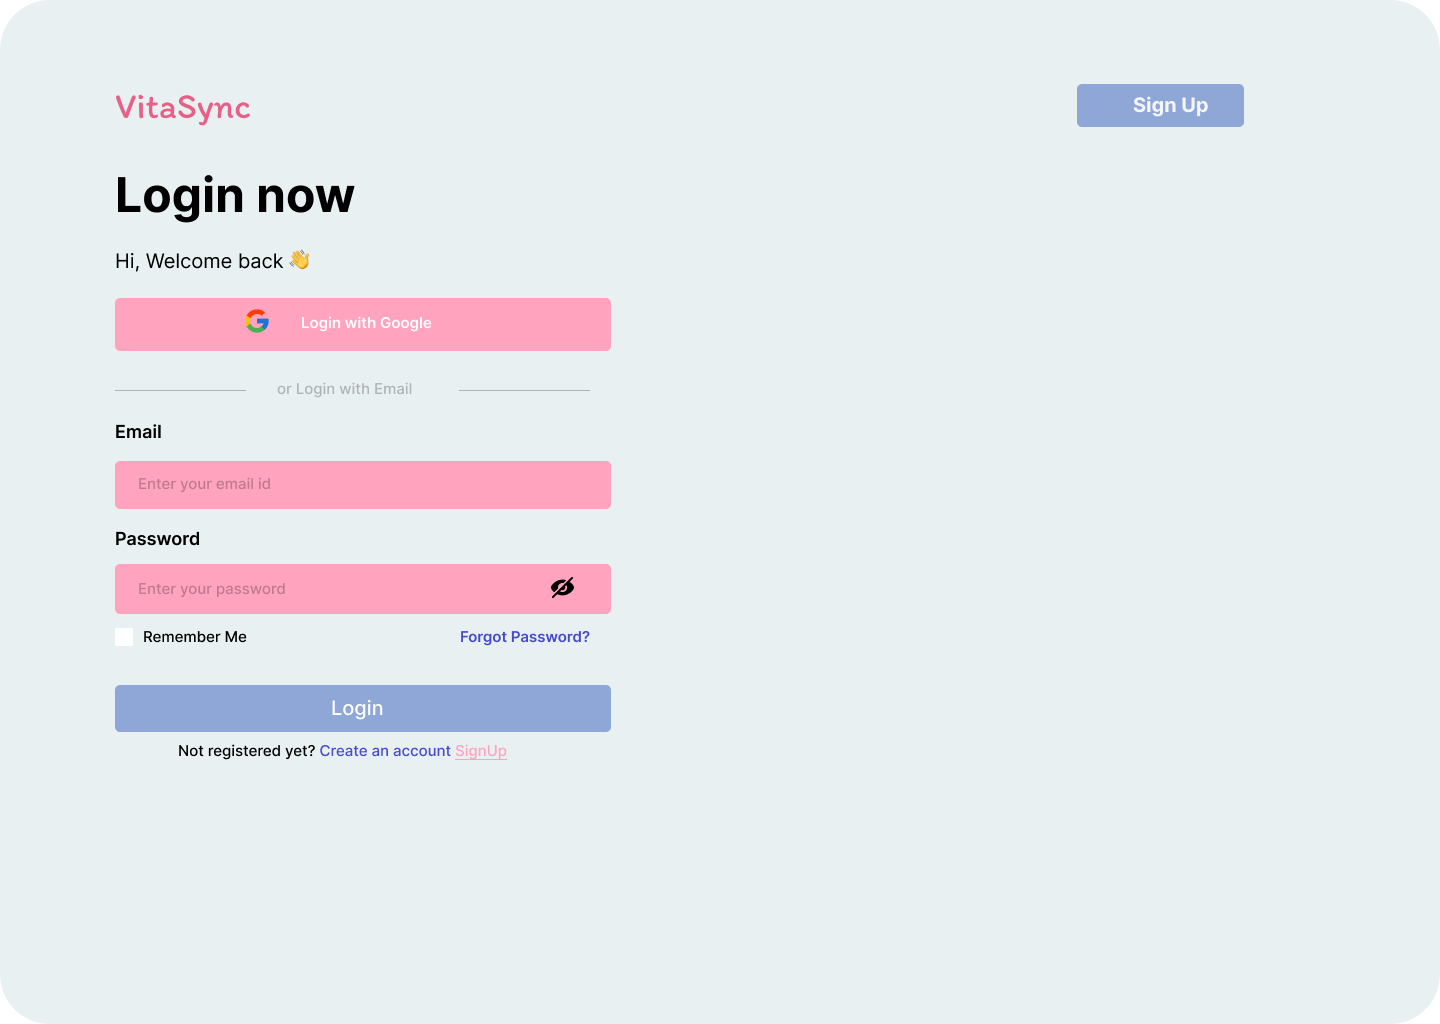 VitaSync
Sign Up
Login now
Hi, Welcome back 👋
Login with Google
or Login with Email
Email
Enter your email id
Password
Enter your password
Remember Me
Forgot Password?
Login
Not registered yet? Create an account SignUp